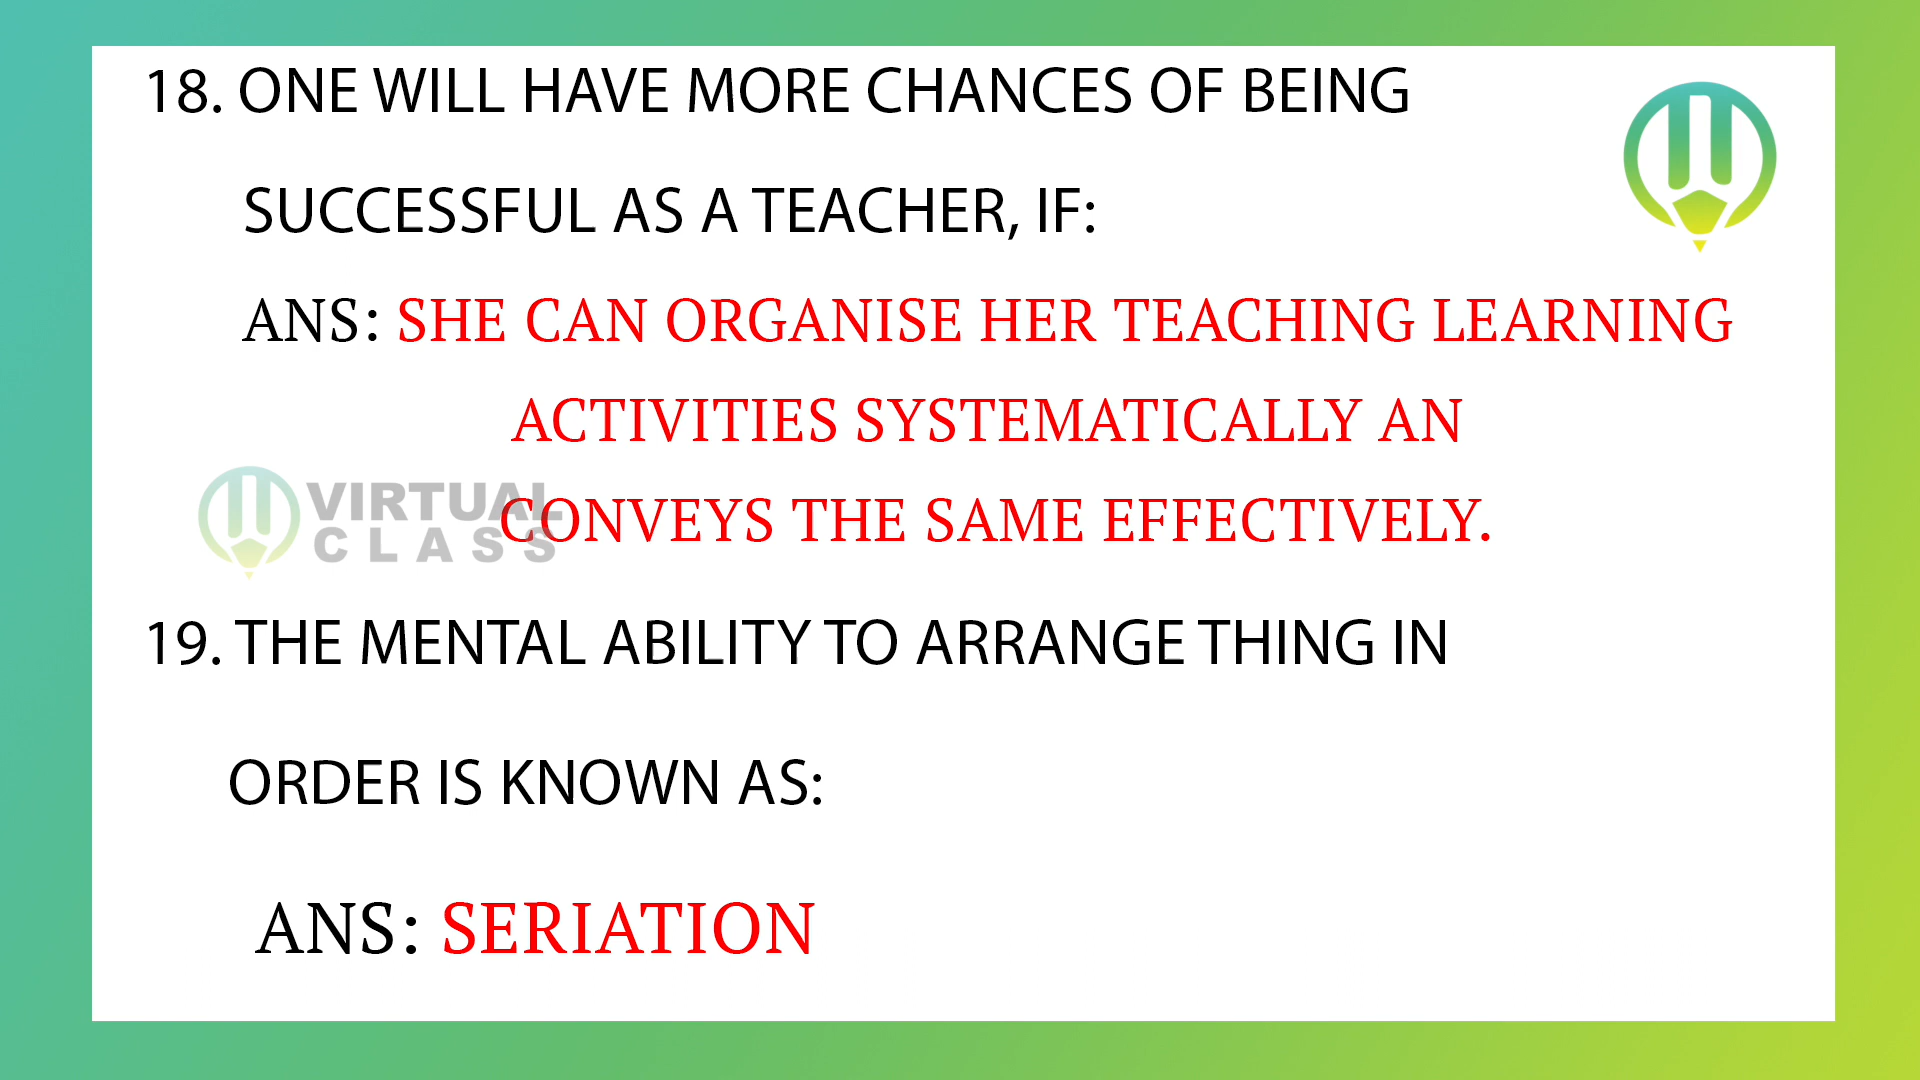 18. ONE WILL HAVE MORE CHANCES OF BEING
SUCCESSFUL AS A TEACHER, IF:
ANS: SHE CAN ORGANISE HER TEACHING LEARNING
ACTIVITIES SYSTEMATICALLY AN
CONVEYS THE SAME EFFECTIVELY.
VIRTUAL
CLASS
19. THE MENTAL ABILITY TO ARRANGE THING IN
ORDER IS KNOWN AS:
ANS: SERIATION